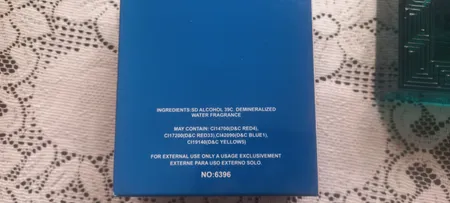 INGREDIENTS:SD ALCOHOL 39C. DEMINERALIZED
WATER FRAGRANCE
MAY CONTAIN: CI14700(D&C RED4),
CI17200(D&C RED33),CI42090(D&C BLUE1),
CI19140(D&C YELLOW5)
FOR EXTERNAL USE ONLY A USAGE EXCLUSIVEMENT
EXTERNE PARA USO EXTERNO SOLO.
NO:6396